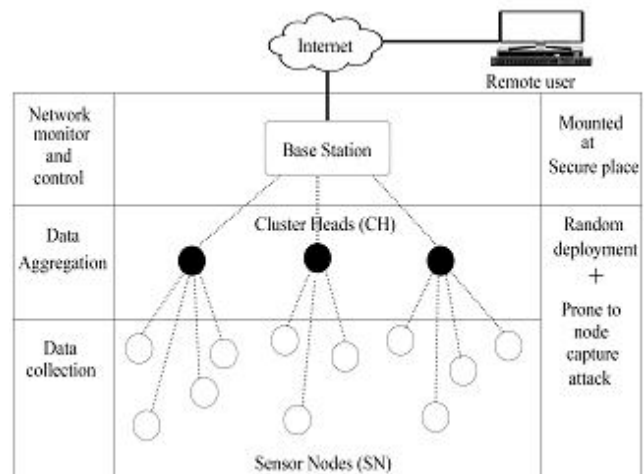 Internet
Remote user
Network
monitor
and
control
Base Station
Mounted
at
Secure place
Data
Aggregation
Cluster Heads (CH)
Random
deployment
+
Prone to
node
capture
attack
Data
collection
Sensor Nodes (SN)